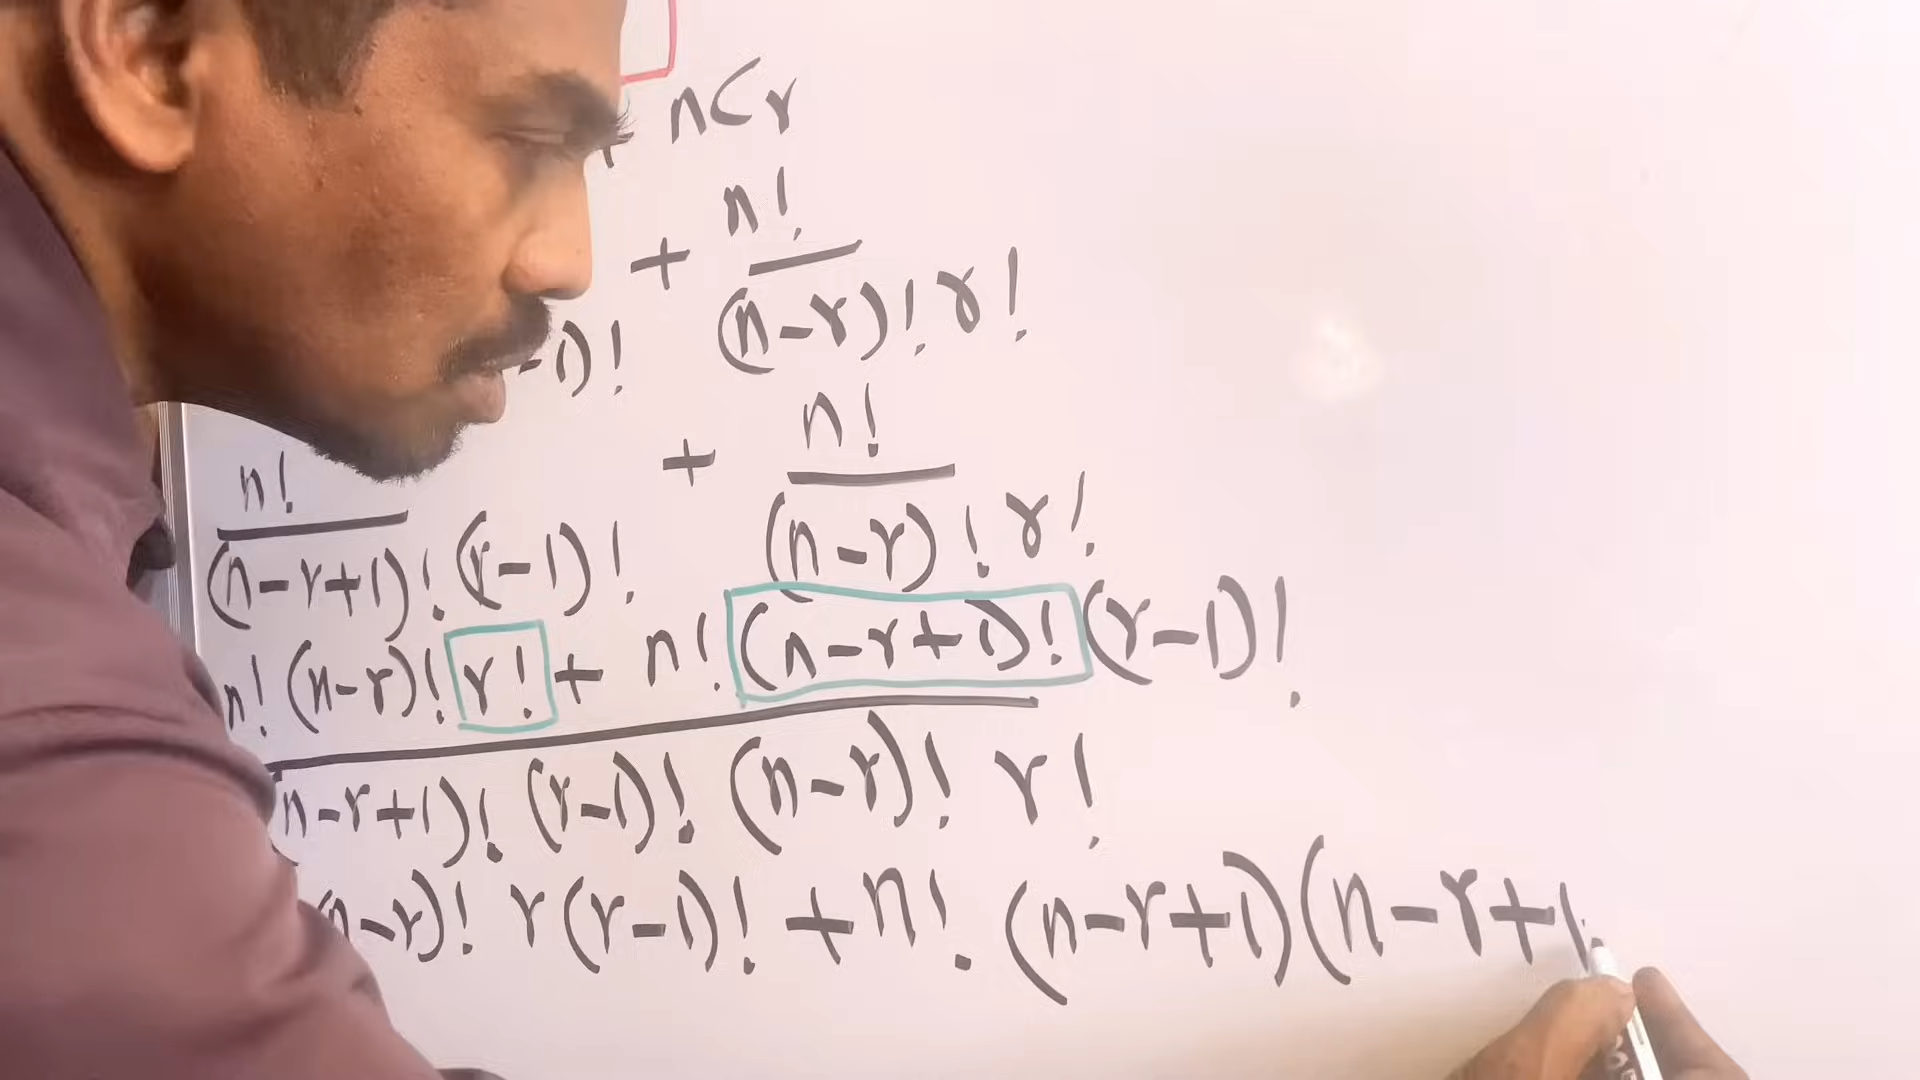 + nCr
n!
+
(n-r)! r!
-1)!
n!
+
n!
(n-r)! r!
(n-r+1)! (r-1)!
n! (n-r)! r! + n! (n-r+1)! (r-1)!
n-r+1)! (r-1)! (n-r)! r!
(n-r)! r(r-1)! + n! (n-r+1)(n-r+1